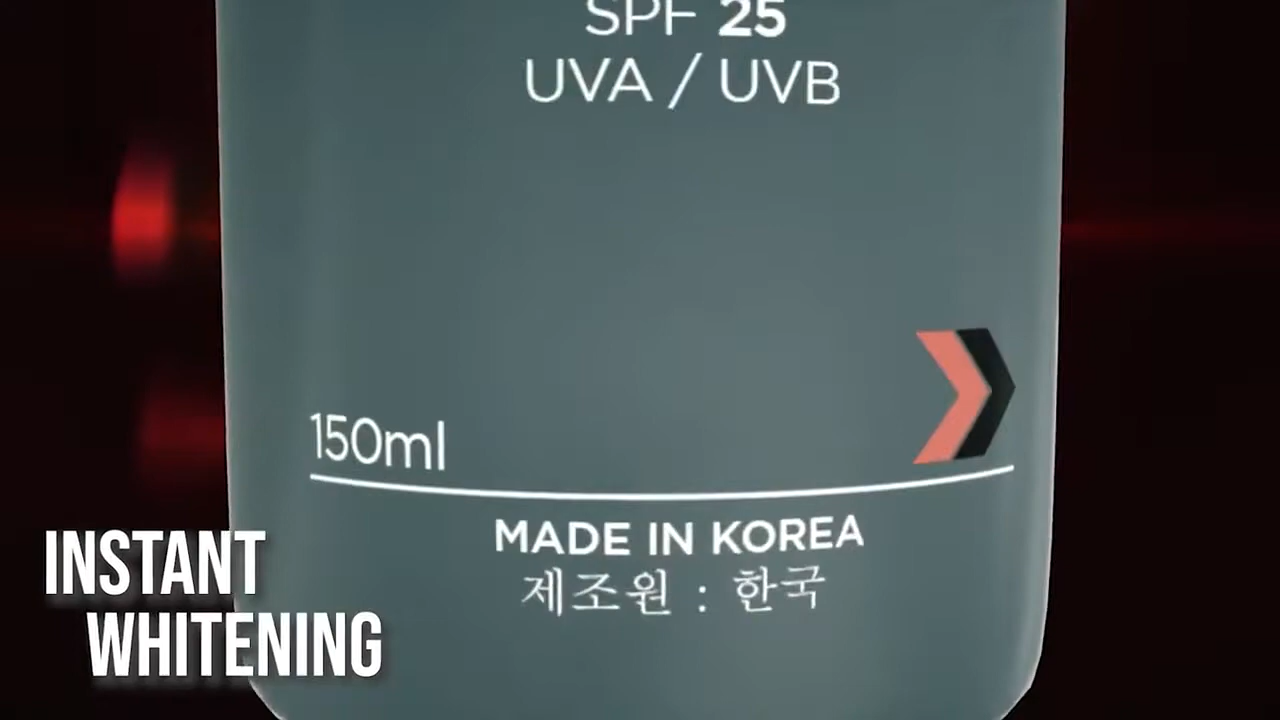 SPF 25
UVA / UVB
150ml
MADE IN KOREA
제조원 : 한국
INSTANT
WHITENING